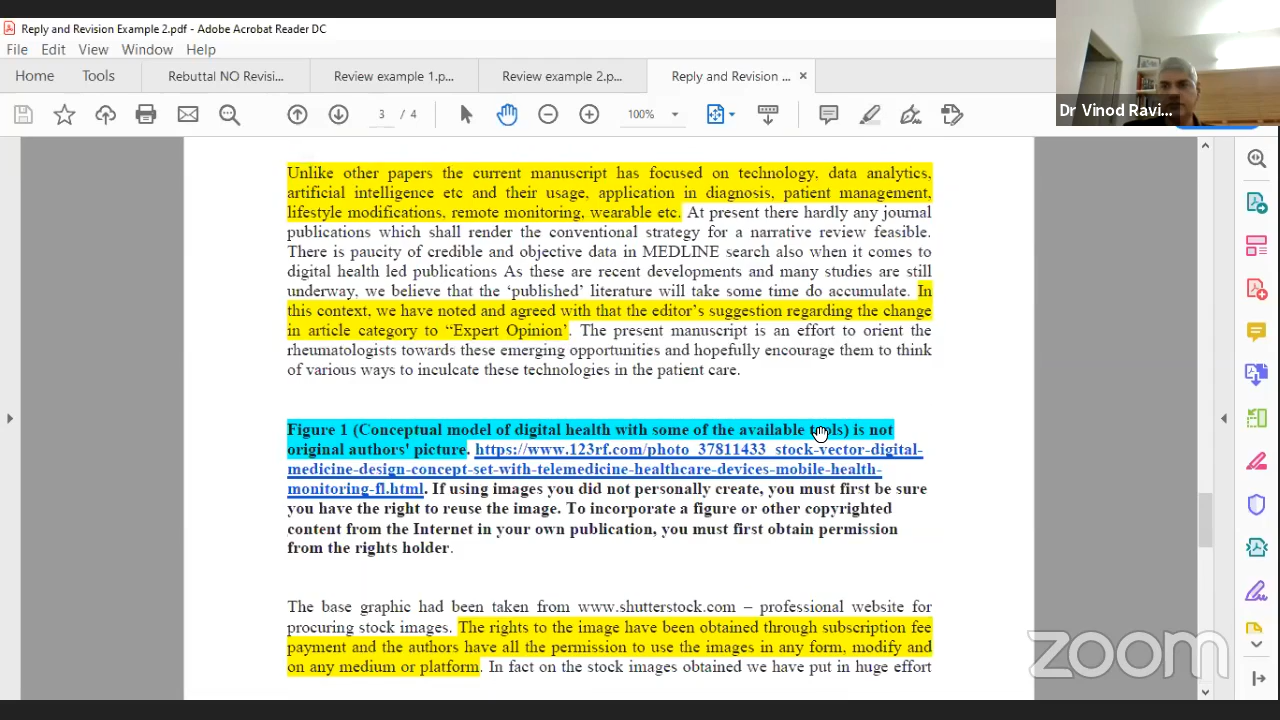 Reply and Revision Example 2.pdf - Adobe Acrobat Reader DC
File Edit View Window Help
Home Tools Rebuttal NO Revisi... Review example 1.p... Review example 2.p... Reply and Revision ... ×
3 / 4 100%
Dr Vinod Ravi...
Unlike other papers the current manuscript has focused on technology, data analytics,
artificial intelligence etc and their usage, application in diagnosis, patient management,
lifestyle modifications, remote monitoring, wearable etc. At present there hardly any journal
publications which shall render the conventional strategy for a narrative review feasible.
There is paucity of credible and objective data in MEDLINE search also when it comes to
digital health led publications As these are recent developments and many studies are still
underway, we believe that the ‘published’ literature will take some time do accumulate. In
this context, we have noted and agreed with that the editor’s suggestion regarding the change
in article category to “Expert Opinion’. The present manuscript is an effort to orient the
rheumatologists towards these emerging opportunities and hopefully encourage them to think
of various ways to inculcate these technologies in the patient care.
Figure 1 (Conceptual model of digital health with some of the available tools) is not
original authors' picture. https://www.123rf.com/photo_37811433_stock-vector-digital-
medicine-design-concept-set-with-telemedicine-healthcare-devices-mobile-health-
monitoring-fl.html. If using images you did not personally create, you must first be sure
you have the right to reuse the image. To incorporate a figure or other copyrighted
content from the Internet in your own publication, you must first obtain permission
from the rights holder.
The base graphic had been taken from www.shutterstock.com – professional website for
procuring stock images. The rights to the image have been obtained through subscription fee
payment and the authors have all the permission to use the images in any form, modify and
on any medium or platform. In fact on the stock images obtained we have put in huge effort
zoom